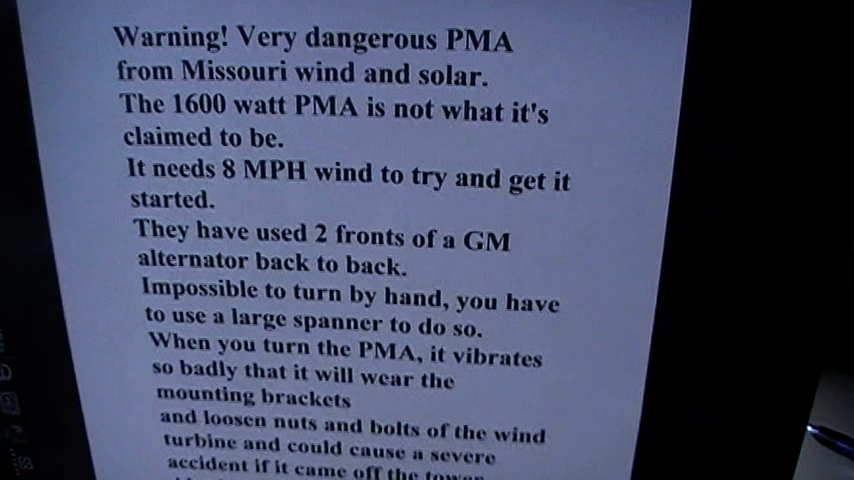 Warning! Very dangerous PMA
from Missouri wind and solar.
The 1600 watt PMA is not what it's
claimed to be.
It needs 8 MPH wind to try and get it
started.
They have used 2 fronts of a GM
alternator back to back.
Impossible to turn by hand, you have
to use a large spanner to do so.
When you turn the PMA, it vibrates
so badly that it will wear the
mounting brackets
and loosen nuts and bolts of the wind
turbine and could cause a severe
accident if it came off the tower